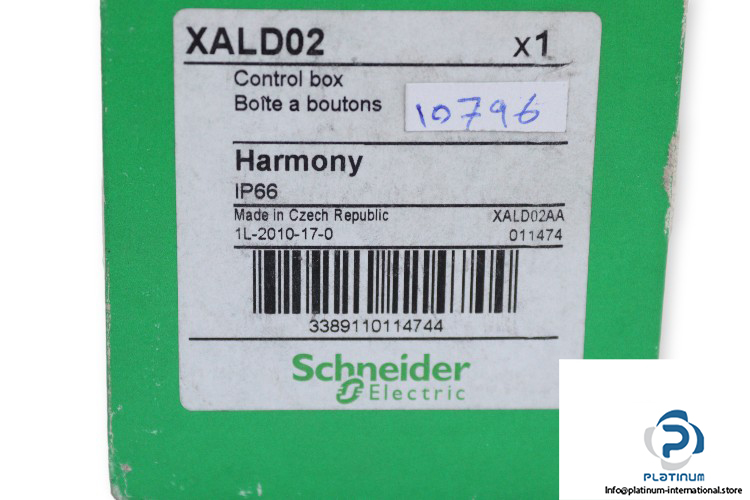 XALD02 x1
Control box
Boîte a boutons
10796
Harmony
IP66
Made in Czech Republic XALD02AA
1L-2010-17-0 011474
3389110114744
Schneider
Electric
PLATINUM
Info@platinum-international.store